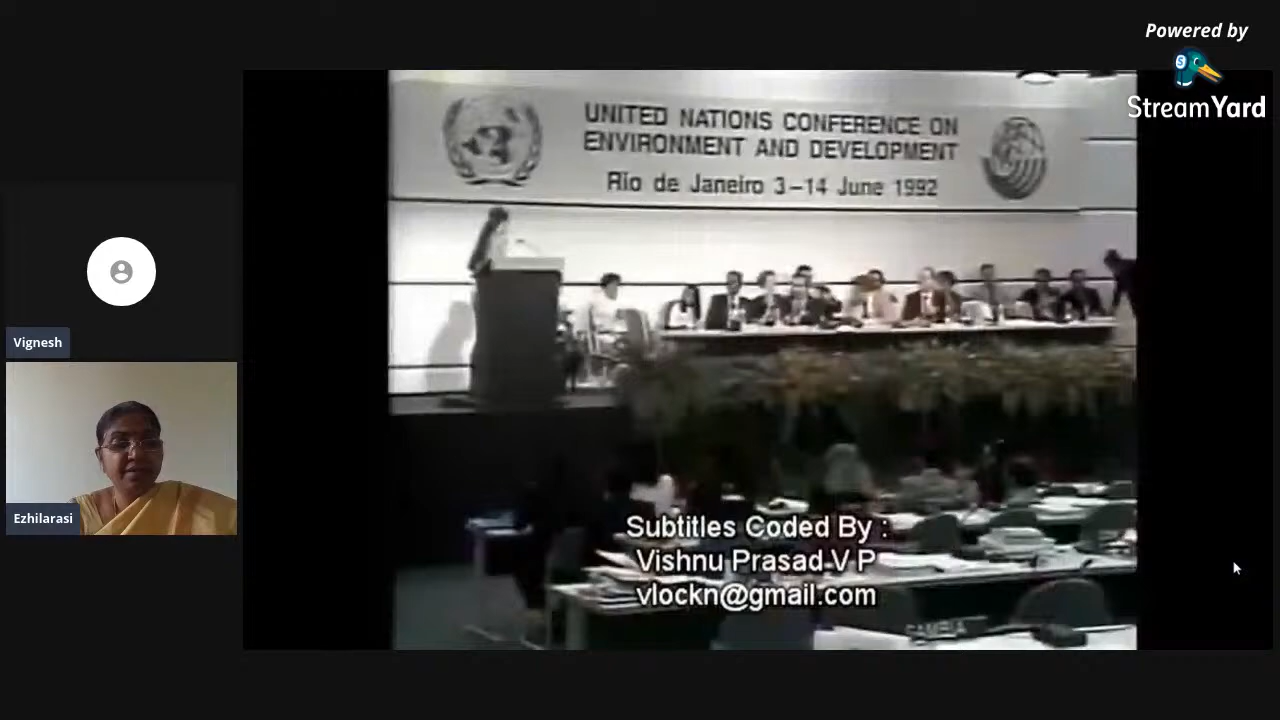 Powered by
StreamYard
UNITED NATIONS CONFERENCE ON
ENVIRONMENT AND DEVELOPMENT
Rio de Janeiro 3-14 June 1992
Vignesh
Ezhilarasi
Subtitles Coded By :
Vishnu Prasad V P
vlockn@gmail.com
GAMBIA